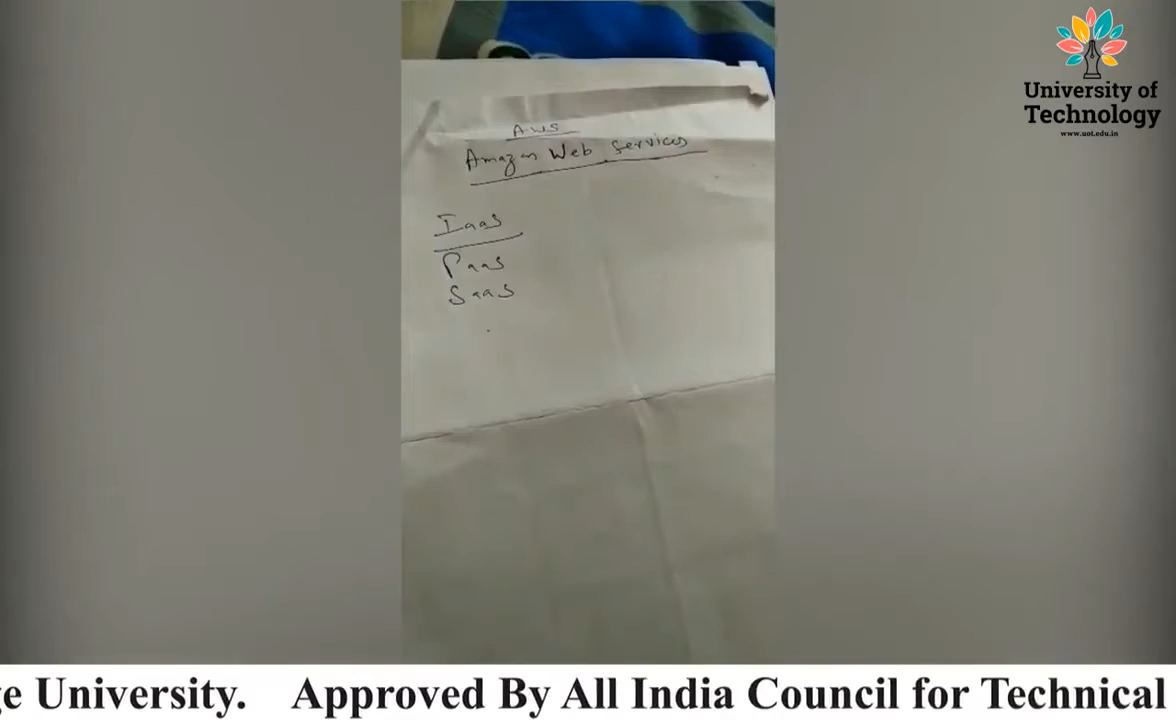 University of
Technology
www.uot.edu.in
AWS
Amazon Web Services
IaaS
PaaS
SaaS
ge University. Approved By All India Council for Technical